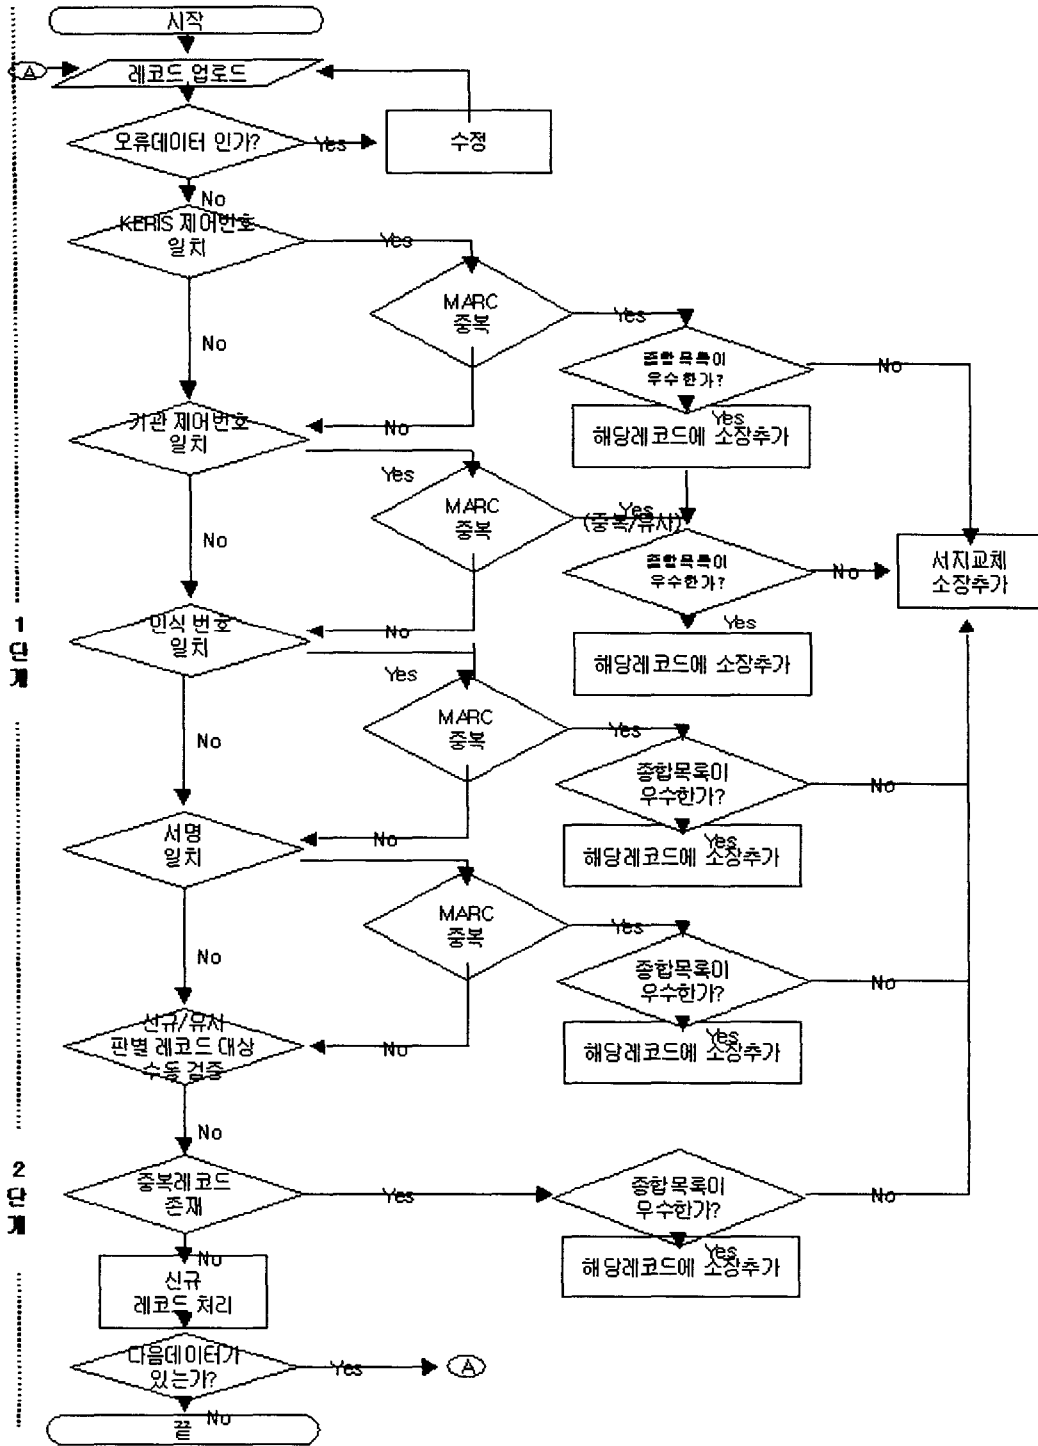 시작
A
레코드 업로드
오류데이터 인가?
Yes
수정
No
KERIS 제어번호
일치
Yes
MARC
중복
Yes
No
종합목록이
우수한가?
No
기관 제어번호
일치
No
Yes
해당레코드에 소장추가
Yes
MARC
중복
Yes
(중복/유사)
No
종합목록이
우수한가?
No
서지교체
소장추가
1
단
계
인식 번호
일치
No
Yes
해당레코드에 소장추가
Yes
MARC
중복
Yes
No
종합목록이
우수한가?
No
서명
일치
No
Yes
해당레코드에 소장추가
MARC
중복
Yes
No
종합목록이
우수한가?
No
신규/유사
판별 레코드 대상
수동 검증
No
Yes
해당레코드에 소장추가
No
2
단
계
중복레코드
존재
Yes
종합목록이
우수한가?
No
No
Yes
해당레코드에 소장추가
신규
레코드 처리
다음데이터가
있는가?
Yes
A
No
끝